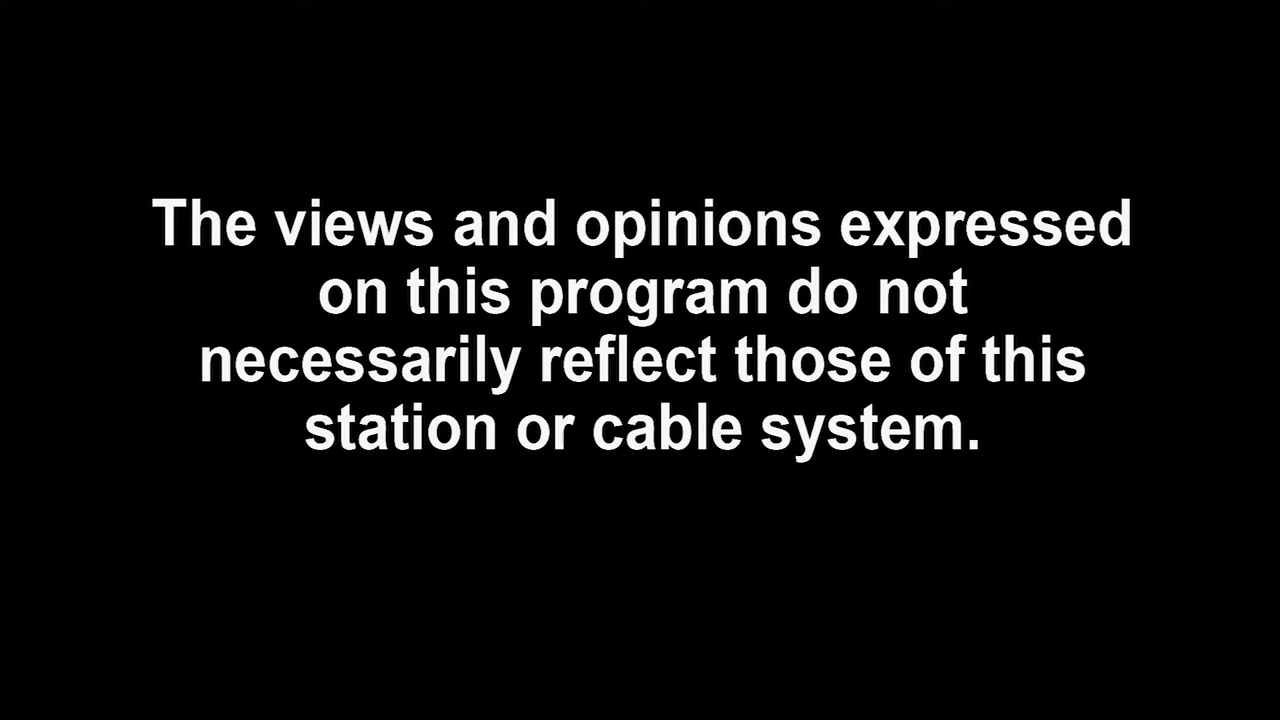 The views and opinions expressed
on this program do not
necessarily reflect those of this
station or cable system.